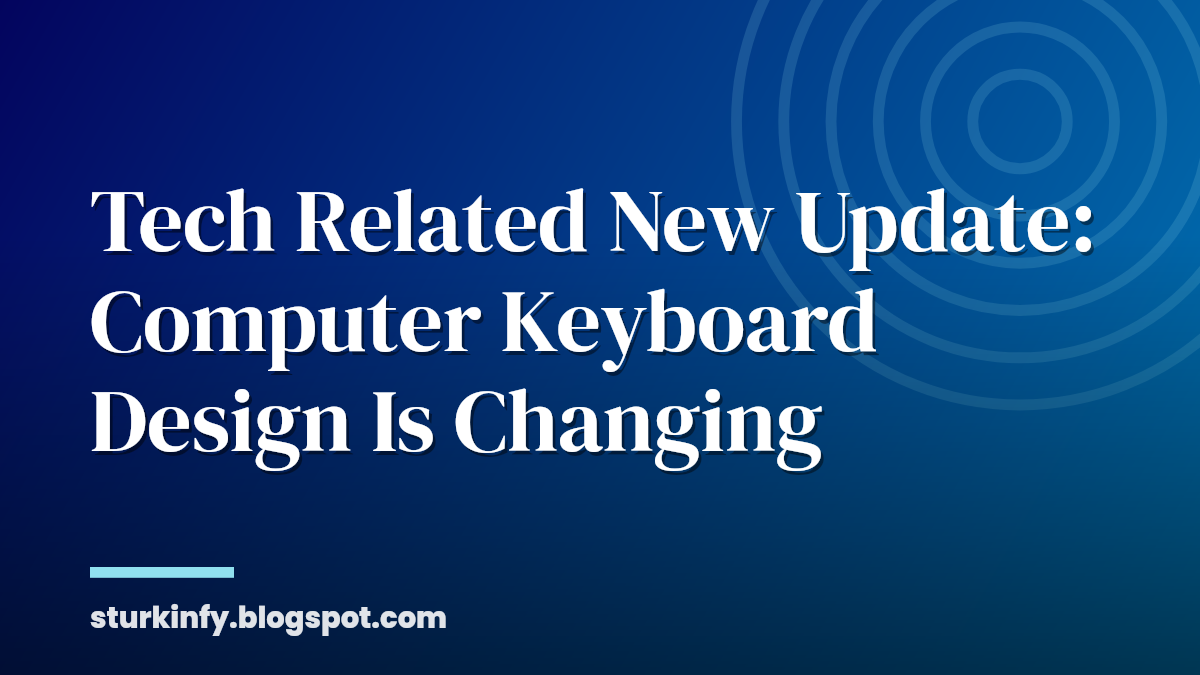 Tech Related New Update:
Computer Keyboard
Design Is Changing
sturkinfy.blogspot.com